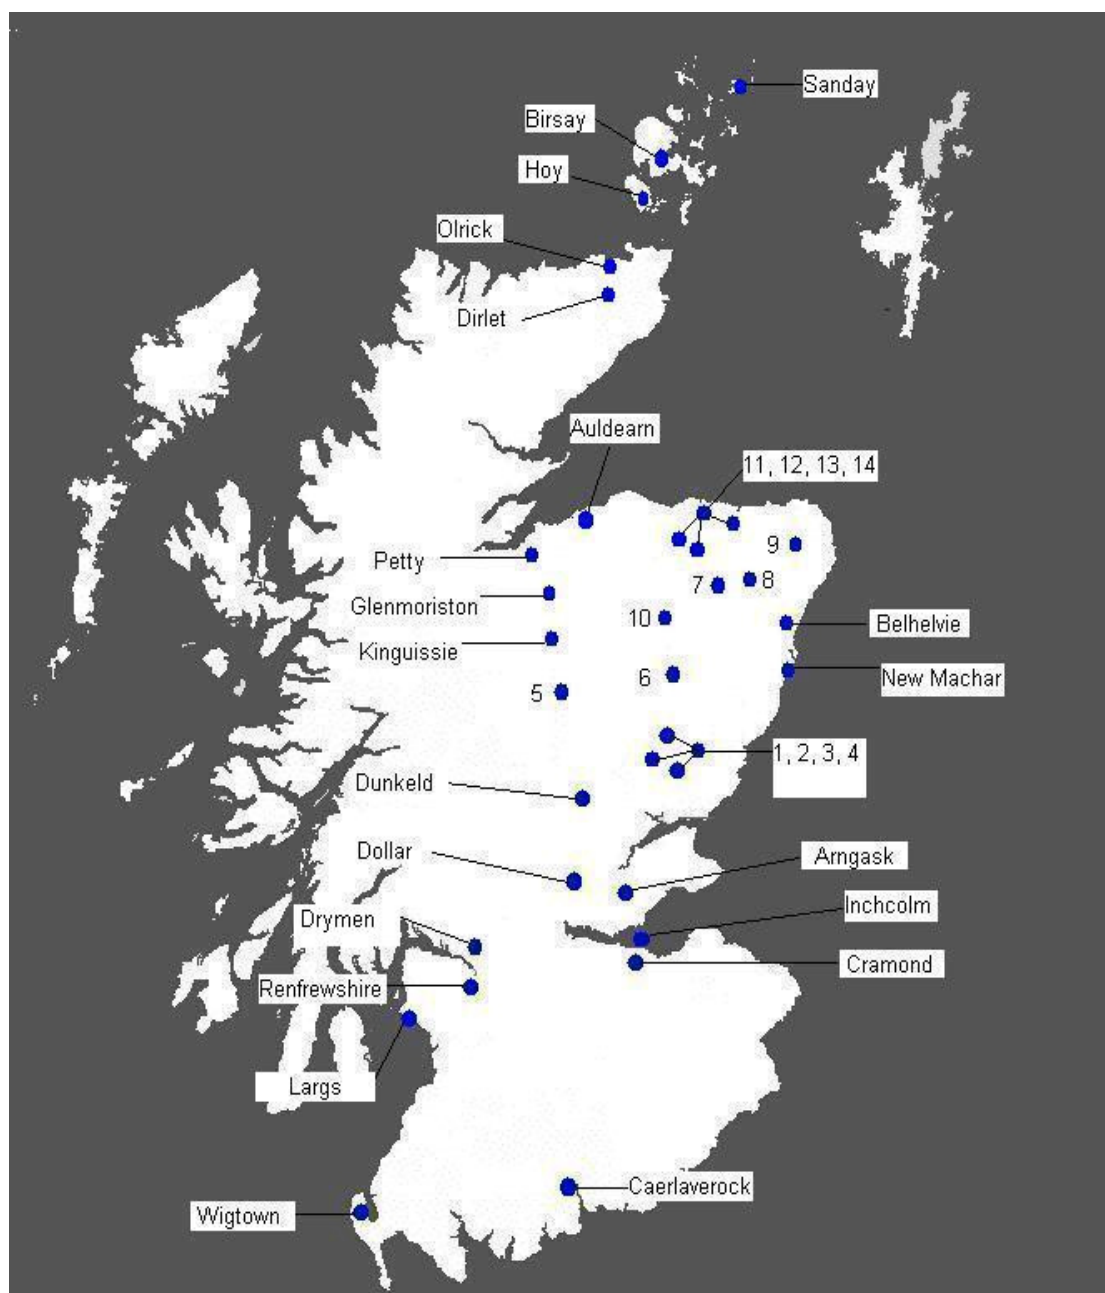 Sanday
Birsay
Hoy
Olrick
Dirlet
Auldearn
11, 12, 13, 14
9
Petty
8
7
Glenmoriston
10
Belhelvie
Kinguissie
6
New Machar
5
1, 2, 3, 4
Dunkeld
Dollar
Arngask
Inchcolm
Drymen
Cramond
Renfrewshire
Largs
Caerlaverock
Wigtown